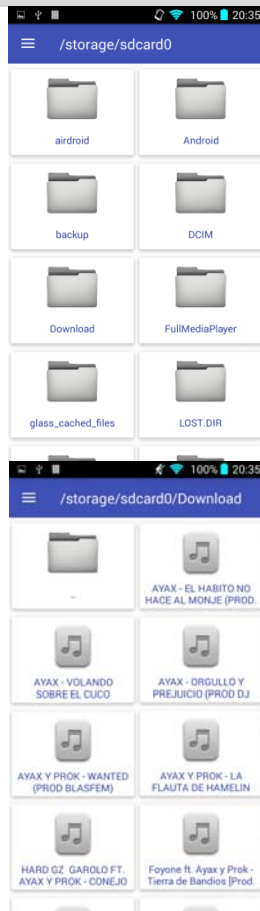 100% 20:35
/storage/sdcard0
airdroid
Android
backup
DCIM
Download
FullMediaPlayer
glass_cached_files
LOST.DIR
100% 20:35
/storage/sdcard0/Download
..
AYAX - EL HABITO NO
HACE AL MONJE (PROD.
AYAX - VOLANDO
SOBRE EL CUCO
AYAX - ORGULLO Y
PREJUICIO (PROD DJ
AYAX Y PROK - WANTED
(PROD BLASFEM)
AYAX Y PROK - LA
FLAUTA DE HAMELIN
HARD GZ GAROLO FT.
AYAX Y PROK - CONEJO
Foyone ft. Ayax y Prok -
Tierra de Bandios [Prod.